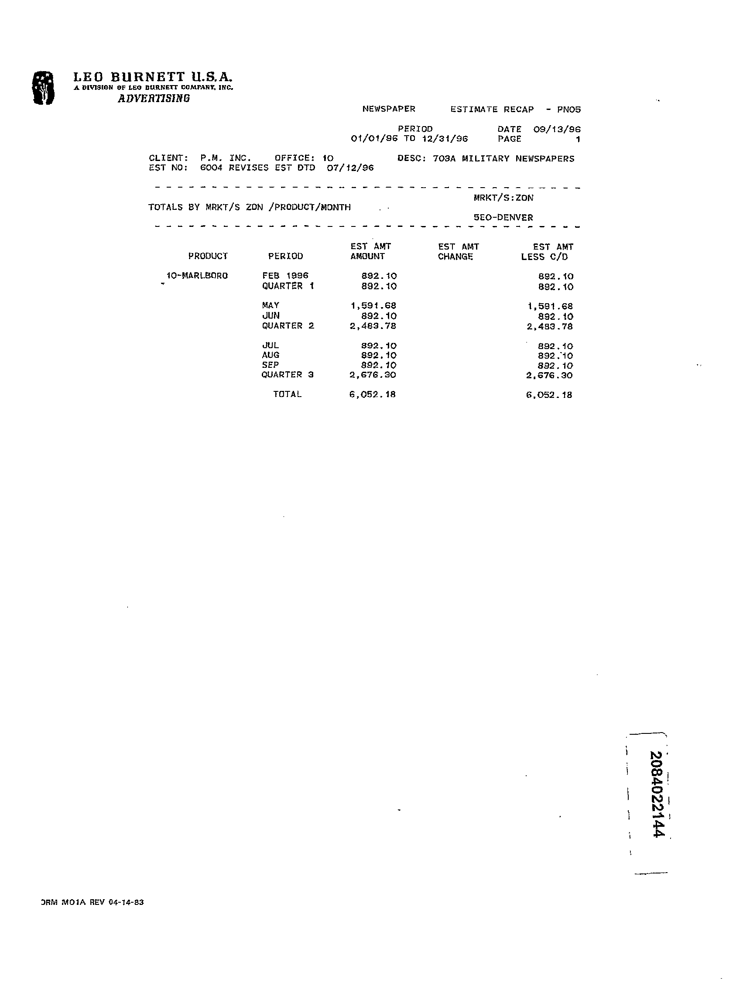 LEO BURNETT U.S.A.
A DIVISION OF LEO BURNETT COMPANY, INC.
ADVERTISING
NEWSPAPER ESTIMATE RECAP - PN05
PERIOD DATE 09/13/96
01/01/96 TO 12/31/96 PAGE 1
CLIENT: P.M. INC. OFFICE: 10 DESC: 703A MILITARY NEWSPAPERS
EST NO: 6004 REVISES EST DTD 07/12/96
MRKT/S:ZON
TOTALS BY MRKT/S ZON /PRODUCT/MONTH
5EO-DENVER
EST AMT EST AMT EST AMT
PRODUCT PERIOD AMOUNT CHANGE LESS C/D
10-MARLBORO FEB 1996 892.10 892.10
QUARTER 1 892.10 892.10
MAY 1,591.68 1,591.68
JUN 892.10 892.10
QUARTER 2 2,483.78 2,483.78
JUL 892.10 892.10
AUG 892.10 892.10
SEP 892.10 892.10
QUARTER 3 2,676.30 2,676.30
TOTAL 6,052.18 6,052.18
2084022144
ORM MO1A REV 04-14-83